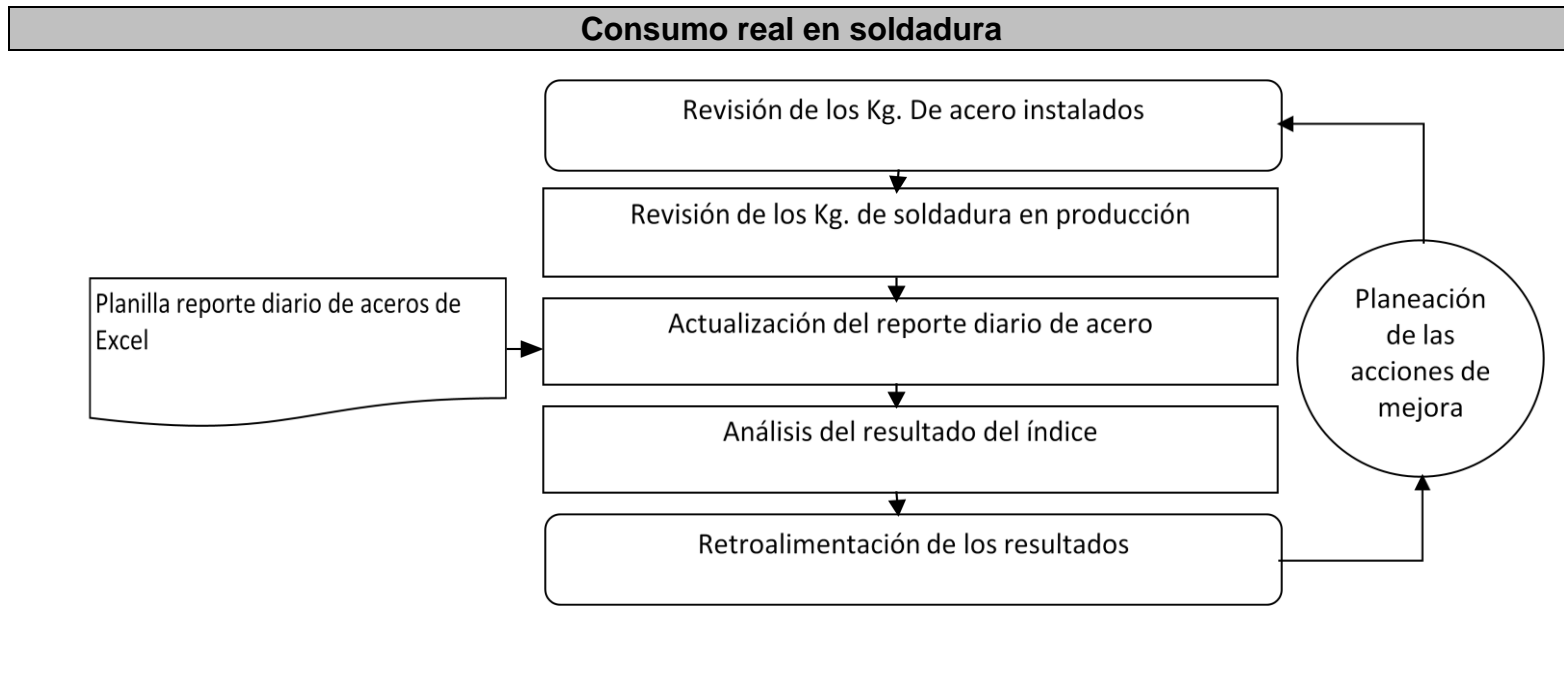 Consumo real en soldadura
Revisión de los Kg. De acero instalados
Revisión de los Kg. de soldadura en producción
Planilla reporte diario de aceros de
Excel
Actualización del reporte diario de acero
Análisis del resultado del índice
Retroalimentación de los resultados
Planeación
de las
acciones de
mejora